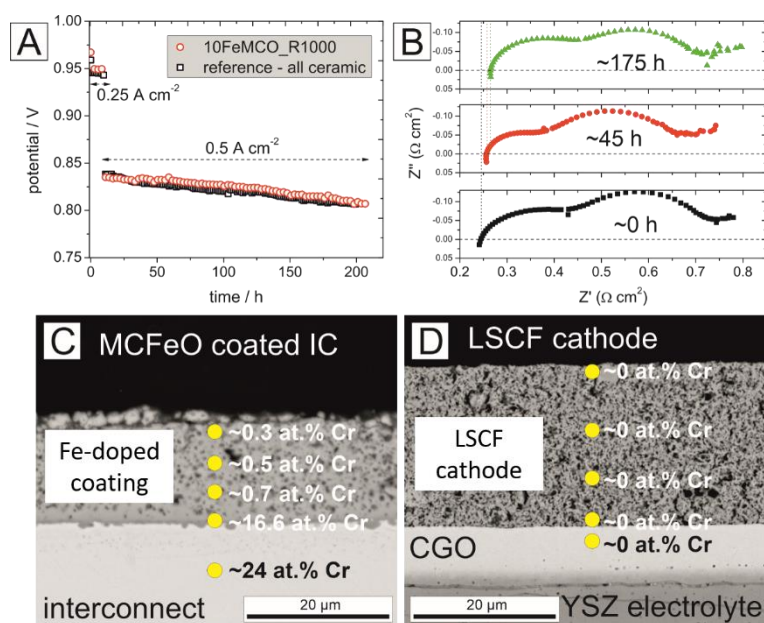 A
10FeMCO_R1000
reference - all ceramic
0.25 A cm⁻²
0.5 A cm⁻²
1.00
0.95
0.90
0.85
0.80
0.75
potential / V
0
50
100
150
200
time / h
B
~175 h
~45 h
~0 h
-0.10
-0.05
0.00
0.05
-0.10
-0.05
0.00
0.05
-0.10
-0.05
0.00
0.05
Z" (Ω cm²)
0.2
0.3
0.4
0.5
0.6
0.7
0.8
Z' (Ω cm²)
C
MCFeO coated IC
Fe-doped
coating
~0.3 at.% Cr
~0.5 at.% Cr
~0.7 at.% Cr
~16.6 at.% Cr
~24 at.% Cr
interconnect
20 µm
D
LSCF cathode
~0 at.% Cr
~0 at.% Cr
LSCF
cathode
~0 at.% Cr
~0 at.% Cr
~0 at.% Cr
CGO
20 µm
YSZ electrolyte